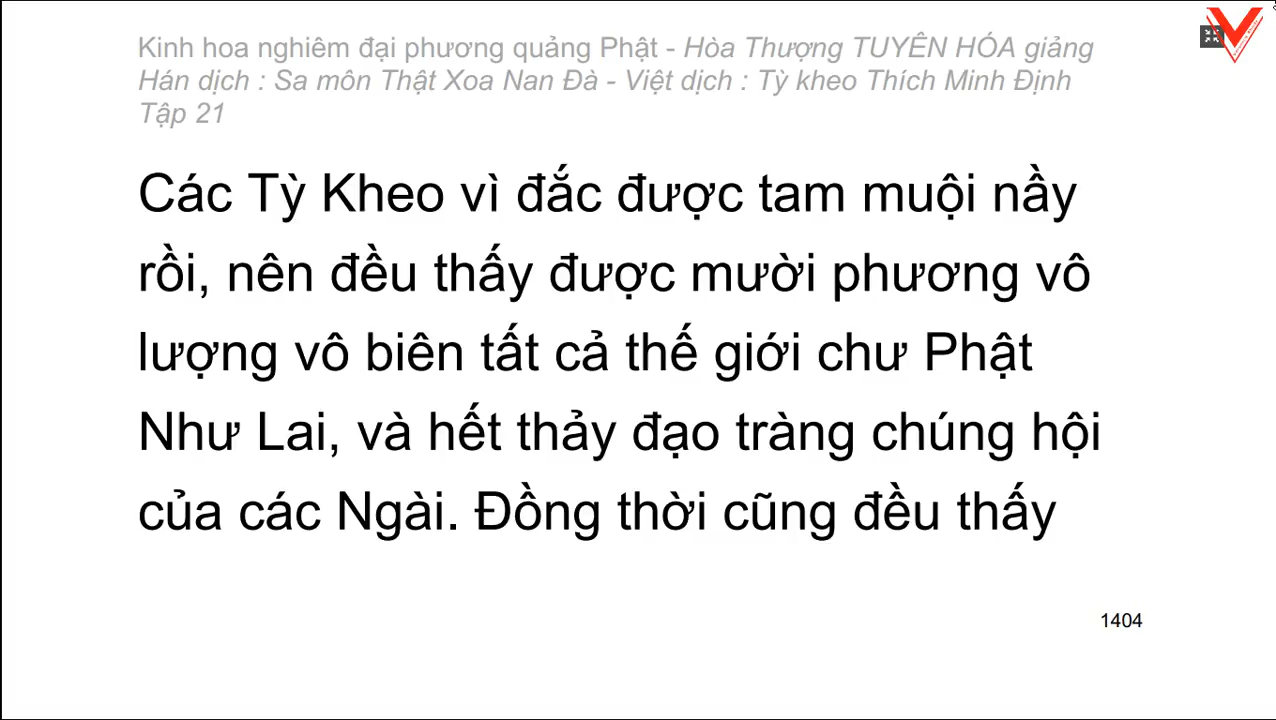 Kinh hoa nghiêm đại phương quảng Phật - Hòa Thượng TUYÊN HÓA giảng
Hán dịch : Sa môn Thật Xoa Nan Đà - Việt dịch : Tỳ kheo Thích Minh Định
Tập 21
Các Tỳ Kheo vì đắc được tam muội nầy
rồi, nên đều thấy được mười phương vô
lượng vô biên tất cả thế giới chư Phật
Như Lai, và hết thảy đạo tràng chúng hội
của các Ngài. Đồng thời cũng đều thấy
1404